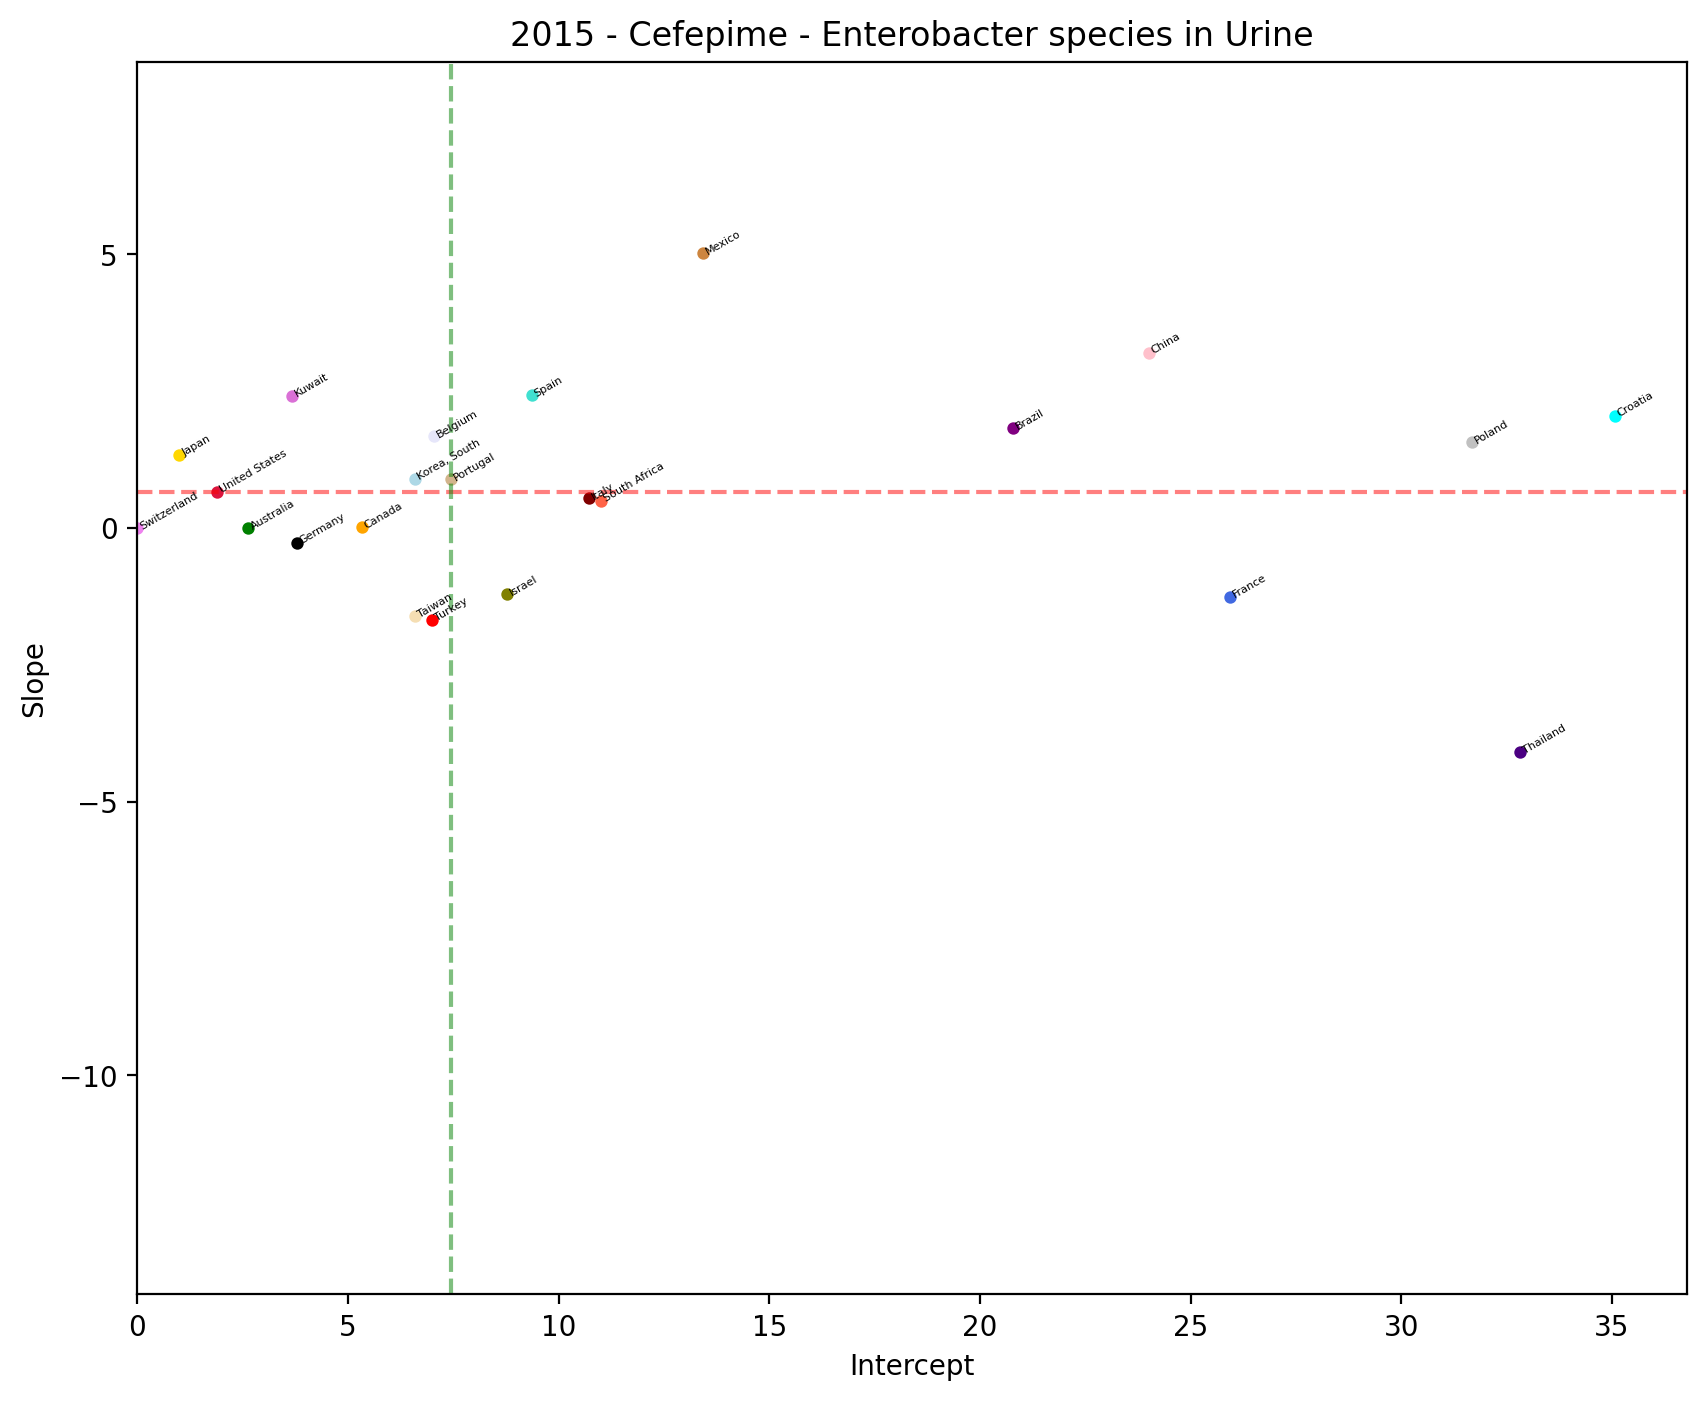 2015 - Cefepime - Enterobacter species in Urine
Slope
5
0
−5
−10
Mexico
China
Kuwait
Spain
Croatia
Belgium
Brazil
Japan
Korea, South
Poland
United States
Portugal
Italy
South Africa
Switzerland
Australia
Germany
Canada
Taiwan
Turkey
Israel
France
Thailand
0 5 10 15 20 25 30 35
Intercept